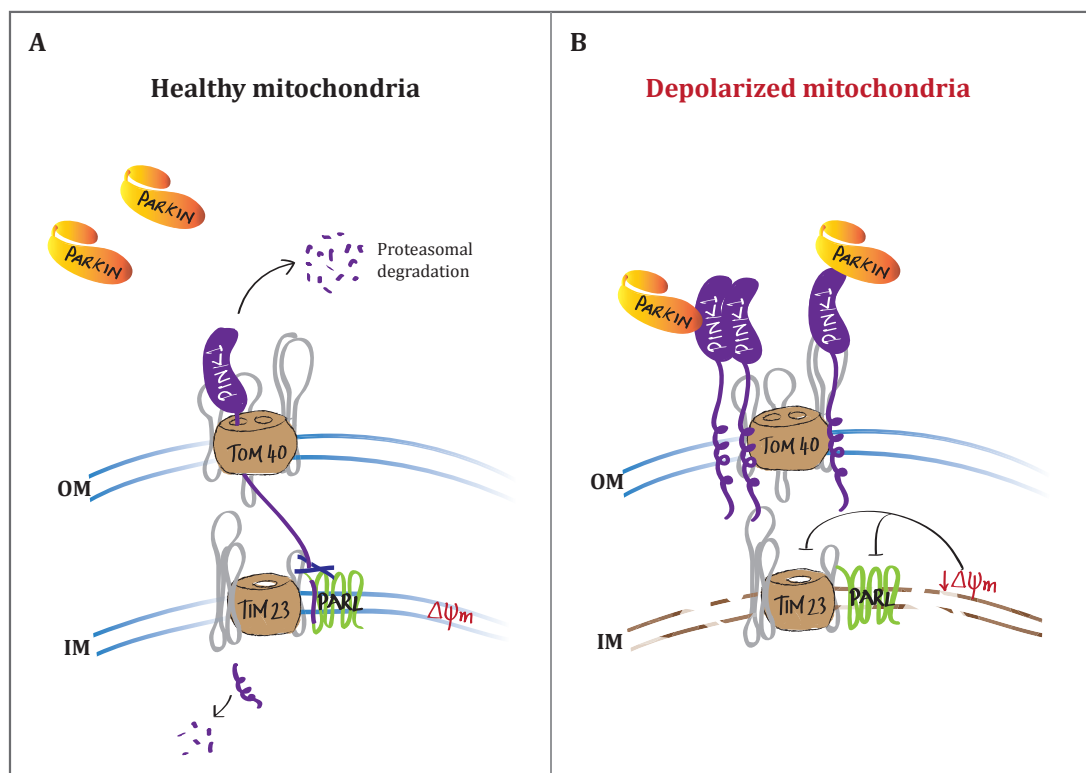 A
Healthy mitochondria
PARKIN
PARKIN
Proteasomal
degradation
PINK1
TOM 40
OM
PARL
TIM 23
Δψm
IM
B
Depolarized mitochondria
PARKIN
PARKIN
PINK1
PINK1
PINK1
TOM 40
OM
↓Δψm
PARL
TIM 23
IM